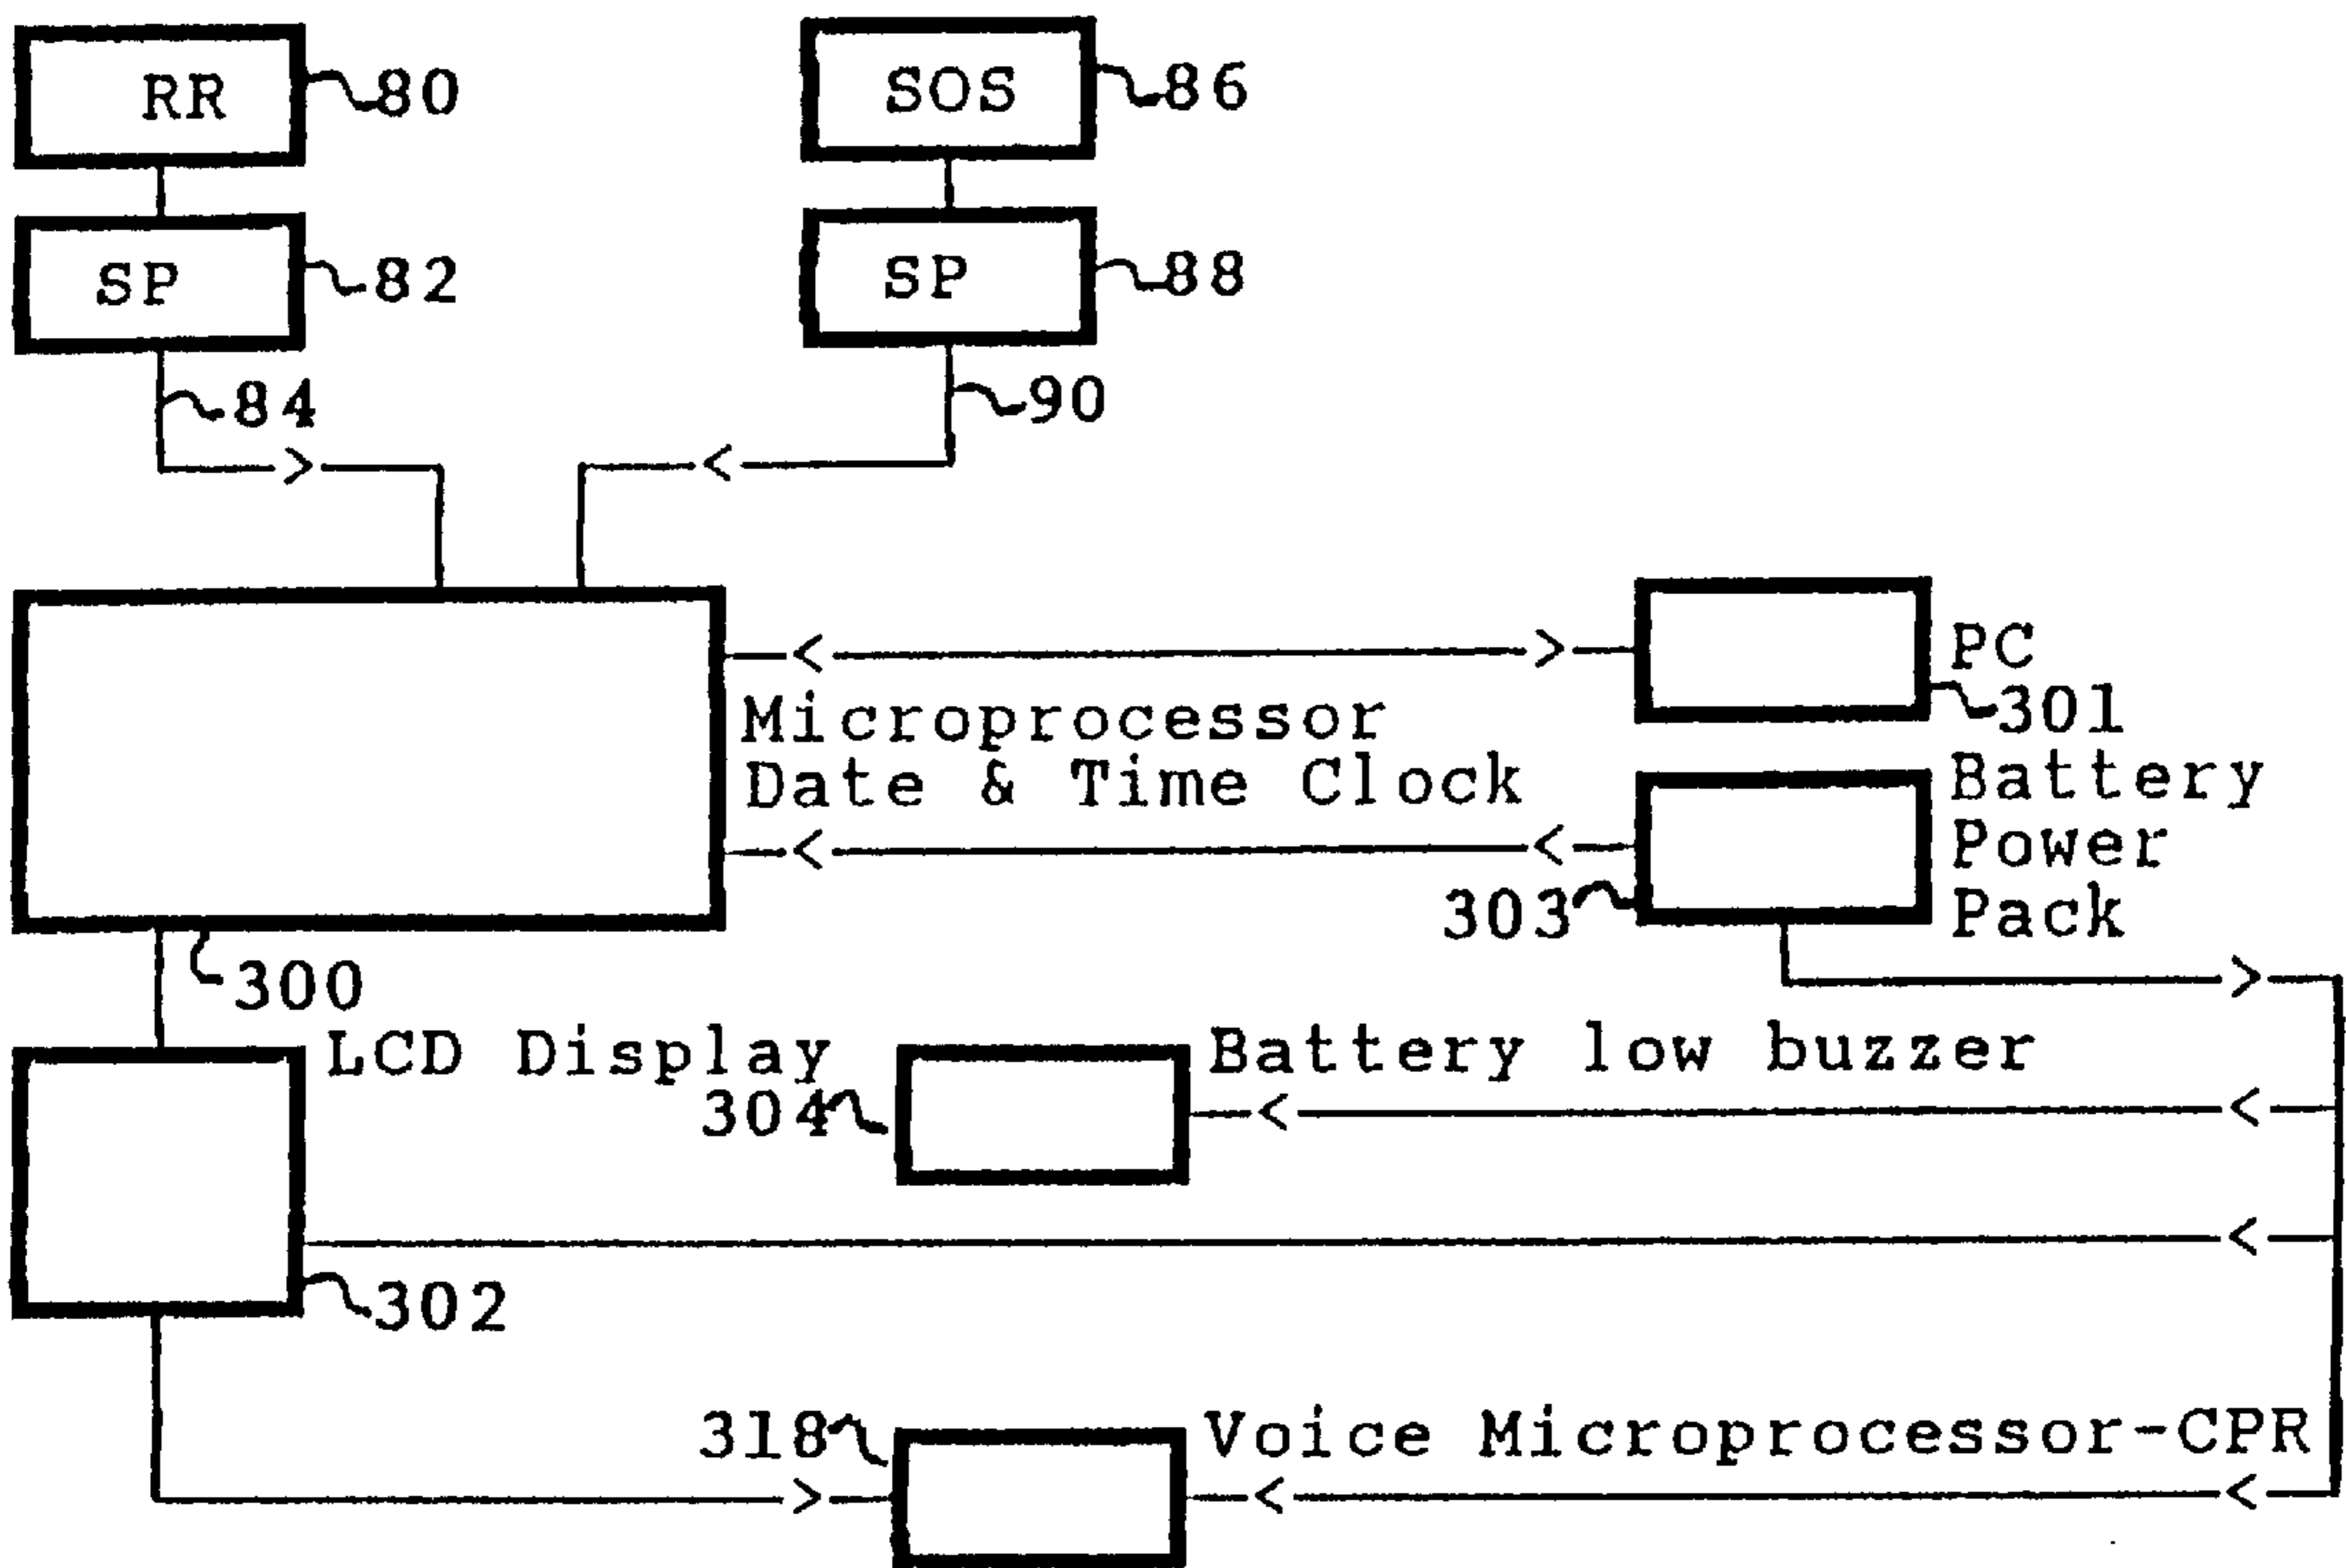 RR
80
SOS
86
SP
82
SP
88
84
90
PC
301
Microprocessor
Date & Time Clock
Battery
Power
Pack
303
300
LCD Display
304
Battery low buzzer
302
318
Voice Microprocessor-CPR